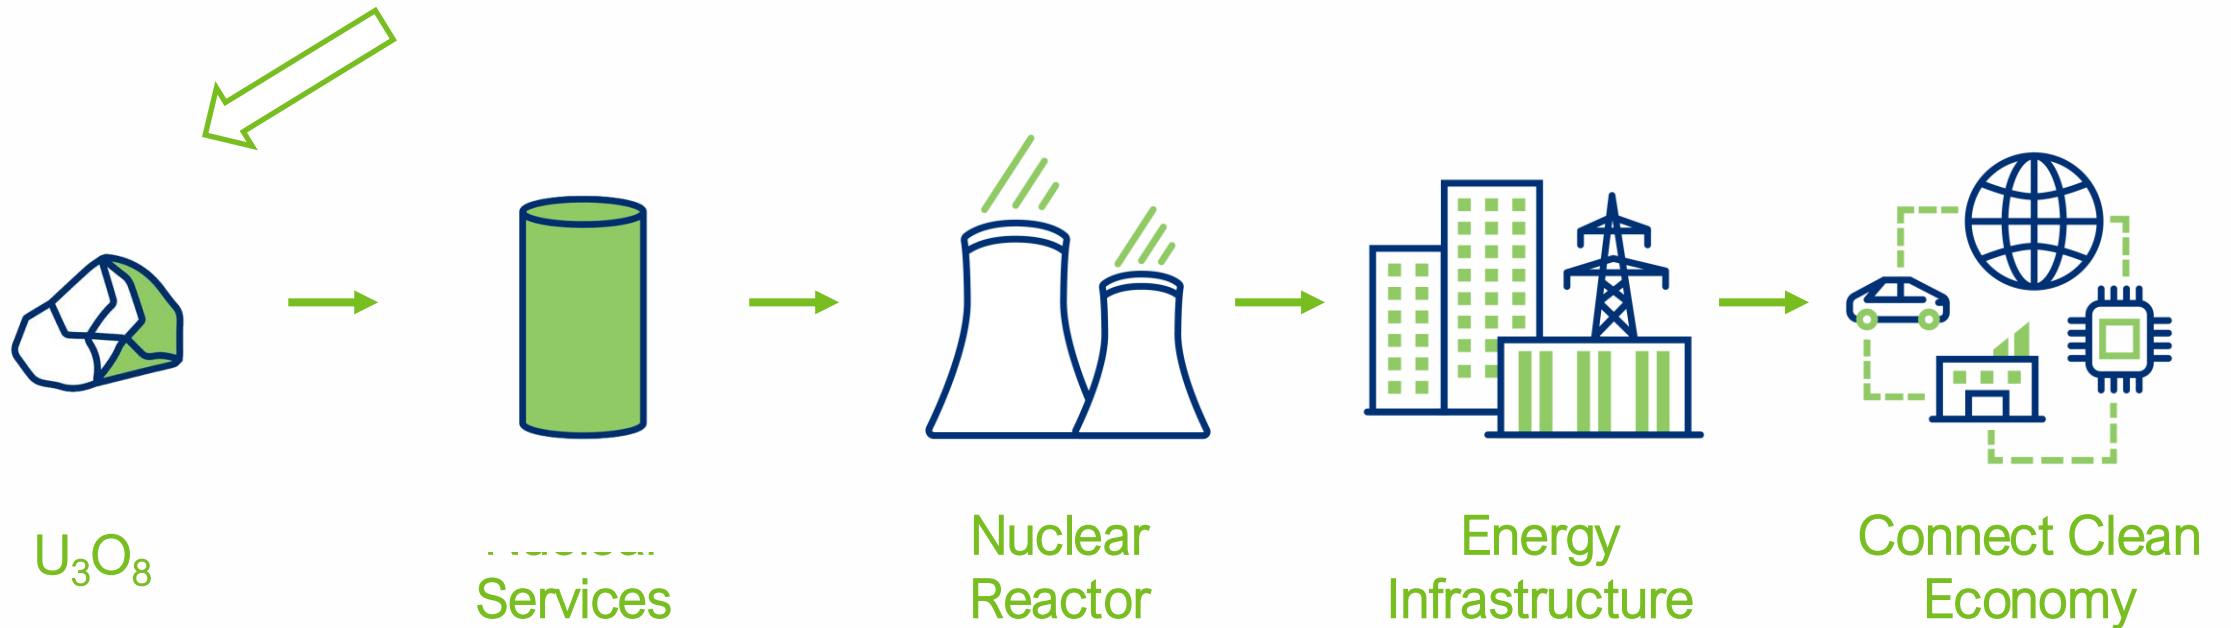 U₃O₈
Services
Nuclear
Reactor
Energy
Infrastructure
Connect Clean
Economy